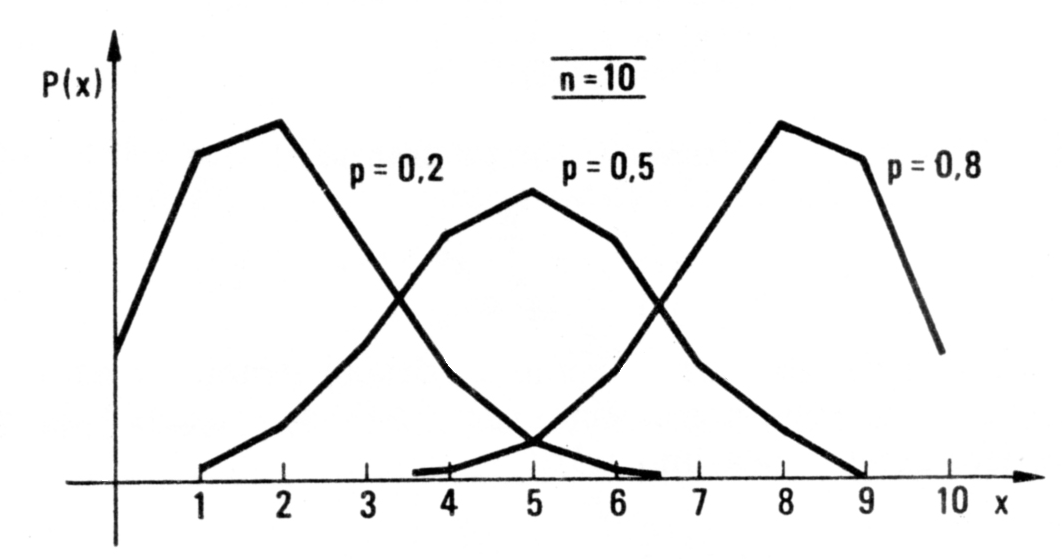 P(x)
n = 10
p = 0,2
p = 0,5
p = 0,8
1 2 3 4 5 6 7 8 9 10 x